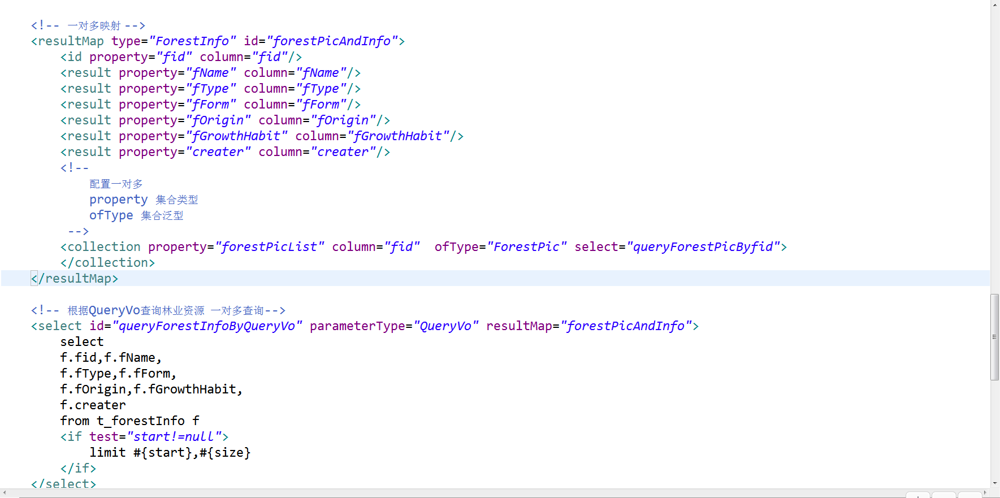 <!-- 一对多映射 -->
<resultMap type="ForestInfo" id="forestPicAndInfo">
    <id property="fid" column="fid"/>
    <result property="fName" column="fName"/>
    <result property="fType" column="fType"/>
    <result property="fForm" column="fForm"/>
    <result property="fOrigin" column="fOrigin"/>
    <result property="fGrowthHabit" column="fGrowthHabit"/>
    <result property="creater" column="creater"/>
    <!--
        配置一对多
        property 集合类型
        ofType 集合泛型
     -->
    <collection property="forestPicList" column="fid"  ofType="ForestPic" select="queryForestPicByfid">
    </collection>
</resultMap>
<!-- 根据QueryVo查询林业资源 一对多查询-->
<select id="queryForestInfoByQueryVo" parameterType="QueryVo" resultMap="forestPicAndInfo">
    select
    f.fid,f.fName,
    f.fType,f.fForm,
    f.fOrigin,f.fGrowthHabit,
    f.creater
    from t_forestInfo f
    <if test="start!=null">
        limit #{start},#{size}
    </if>
</select>